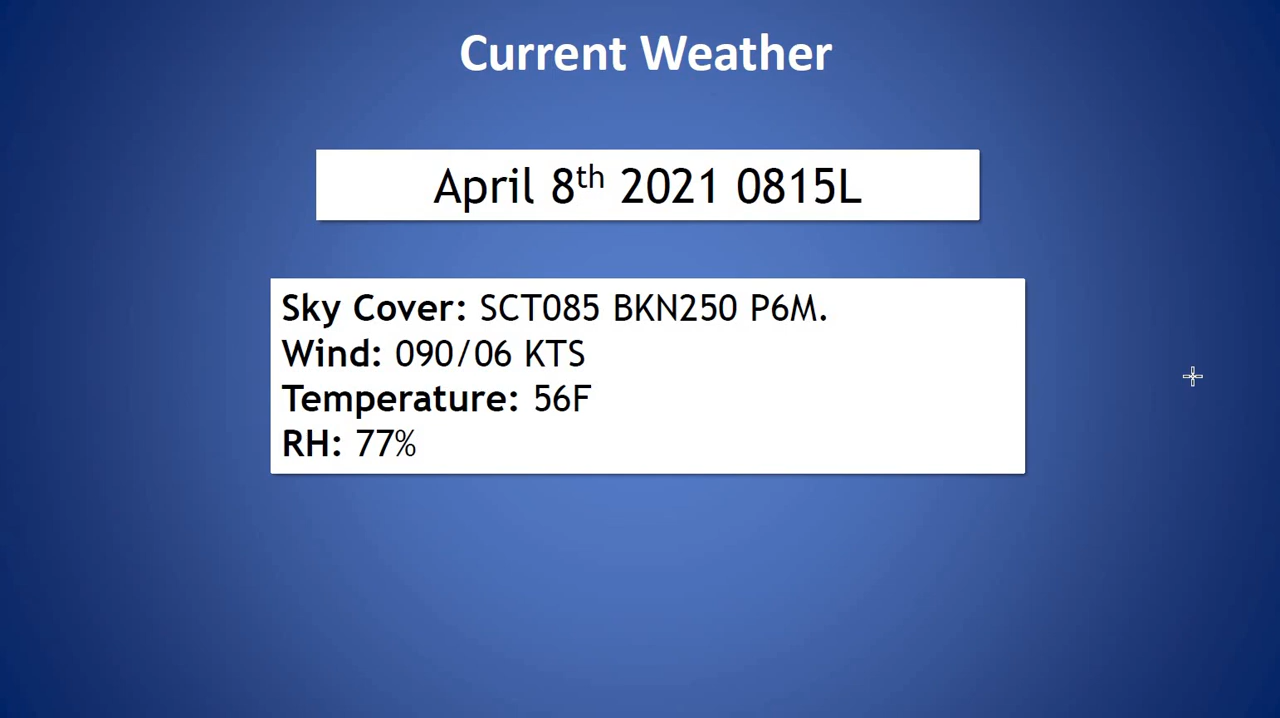 Current Weather
April 8th 2021 0815L
Sky Cover: SCT085 BKN250 P6M.
Wind: 090/06 KTS
Temperature: 56F
RH: 77%